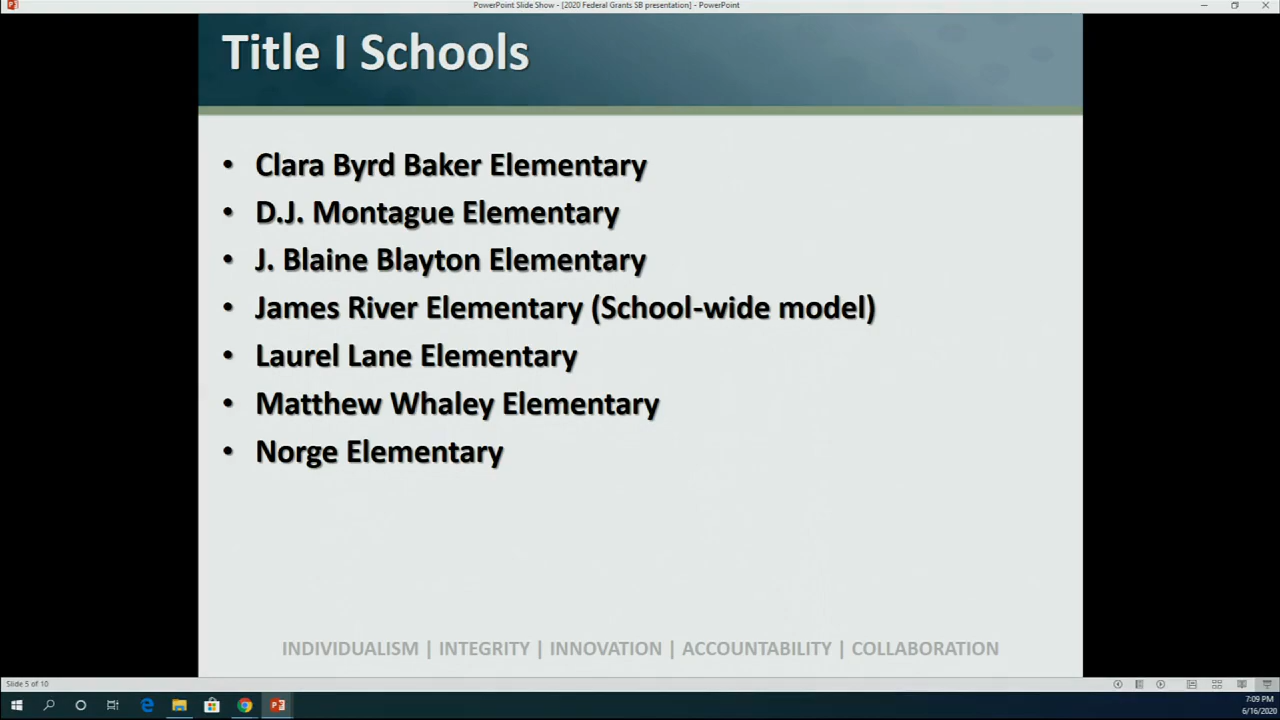 PowerPoint Slide Show - [2020 Federal Grants SB presentation] - PowerPoint
Title I Schools
• Clara Byrd Baker Elementary
• D.J. Montague Elementary
• J. Blaine Blayton Elementary
• James River Elementary (School-wide model)
• Laurel Lane Elementary
• Matthew Whaley Elementary
• Norge Elementary
INDIVIDUALISM | INTEGRITY | INNOVATION | ACCOUNTABILITY | COLLABORATION
Slide 5 of 10
7:09 PM
6/16/2020